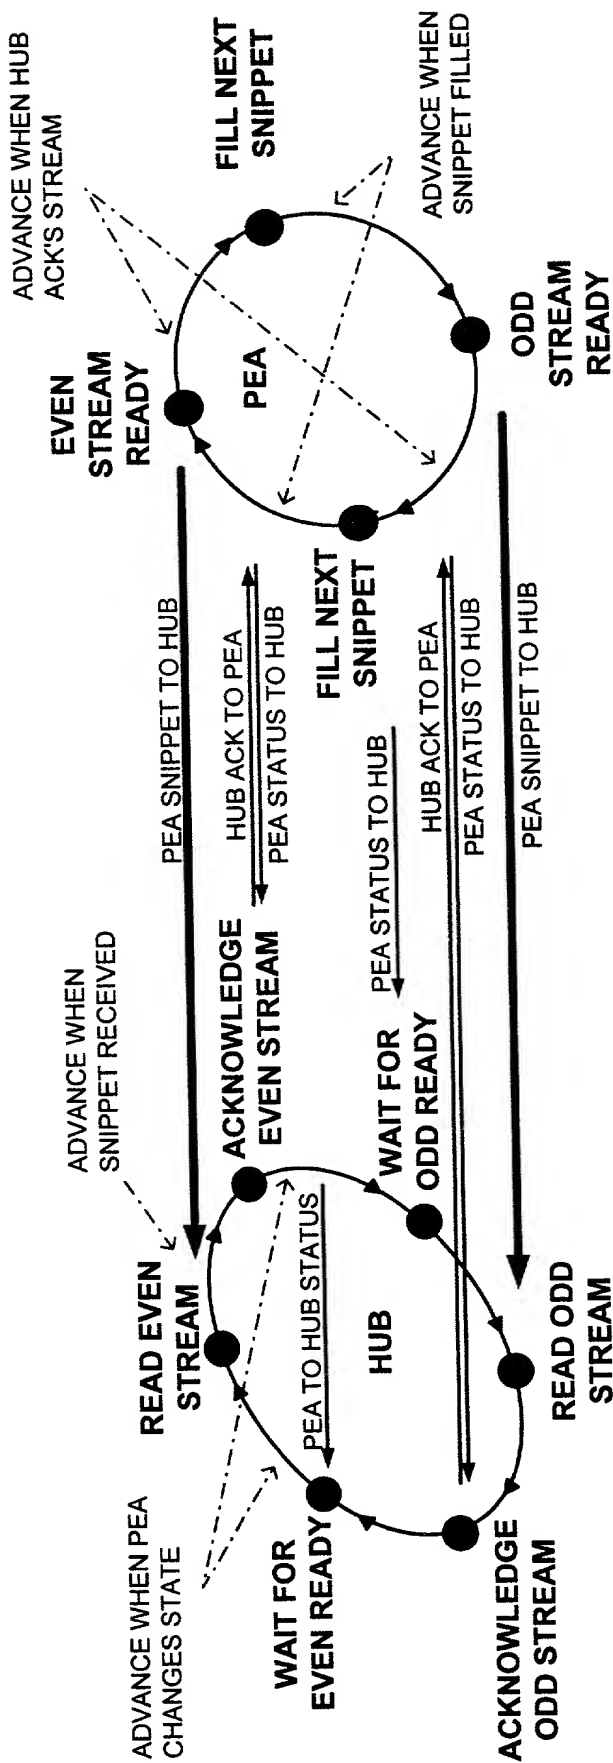 ADVANCE WHEN PEA
CHANGES STATE
ADVANCE WHEN
SNIPPET RECEIVED
ADVANCE WHEN HUB
ACK'S STREAM
READ EVEN
STREAM
PEA SNIPPET TO HUB
EVEN
STREAM
READY
ACKNOWLEDGE
EVEN STREAM
HUB ACK TO PEA
PEA STATUS TO HUB
FILL NEXT
SNIPPET
WAIT FOR
EVEN READY
PEA TO HUB STATUS
HUB
PEA
WAIT FOR
ODD READY
PEA STATUS TO HUB
FILL NEXT
SNIPPET
ADVANCE WHEN
SNIPPET FILLED
HUB ACK TO PEA
PEA STATUS TO HUB
ACKNOWLEDGE
ODD STREAM
READ ODD
STREAM
PEA SNIPPET TO HUB
ODD
STREAM
READY